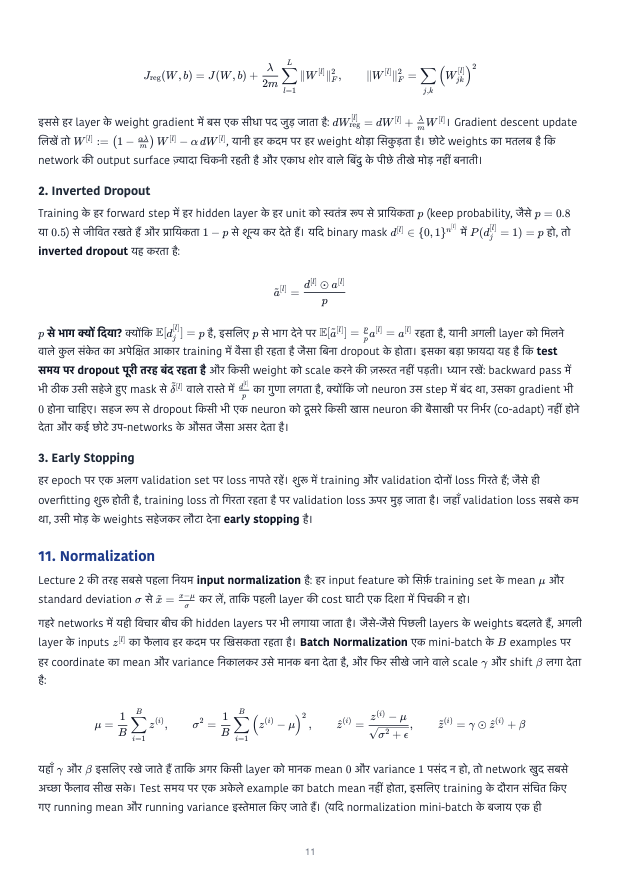 J_reg(W, b) = J(W, b) + λ/2m ∑_{l=1}^{L} ‖W^{[l]}‖²_F,   ‖W^{[l]}‖²_F = ∑_{j,k} (W^{[l]}_{jk})²
इससे हर layer के weight gradient में बस एक सीधा पद जुड़ जाता है: dW^{[l]}_reg = dW^{[l]} + λ/m W^{[l]}। Gradient descent update
लिखें तो W^{[l]} := (1 − αλ/m) W^{[l]} − α dW^{[l]}, यानी हर कदम पर हर weight थोड़ा सिकुड़ता है। छोटे weights का मतलब है कि
network की output surface ज़्यादा चिकनी रहती है और एकाध शोर वाले बिंदु के पीछे तीखे मोड़ नहीं बनाती।
2. Inverted Dropout
Training के हर forward step में हर hidden layer के हर unit को स्वतंत्र रूप से प्रायिकता p (keep probability, जैसे p = 0.8
या 0.5) से जीवित रखते हैं और प्रायिकता 1 − p से शून्य कर देते हैं। यदि binary mask d^{[l]} ∈ {0, 1}^{n^{[l]}} में P(d^{[l]}_j = 1) = p हो, तो
inverted dropout यह करता है:
ã^{[l]} = d^{[l]} ⊙ a^{[l]} / p
p से भाग क्यों दिया? क्योंकि 𝔼[d^{[l]}_j] = p है, इसलिए p से भाग देने पर 𝔼[ã^{[l]}] = p/p a^{[l]} = a^{[l]} रहता है, यानी अगली layer को मिलने
वाले कुल संकेत का अपेक्षित आकार training में वैसा ही रहता है जैसा बिना dropout के होता। इसका बड़ा फ़ायदा यह है कि test
समय पर dropout पूरी तरह बंद रहता है और किसी weight को scale करने की ज़रूरत नहीं पड़ती। ध्यान रखें: backward pass में
भी ठीक उसी सहेजे हुए mask से δ̃^{[l]} वाले रास्ते में d^{[l]}/p का गुणा लगता है, क्योंकि जो neuron उस step में बंद था, उसका gradient भी
0 होना चाहिए। सहज रूप से dropout किसी भी एक neuron को दूसरे किसी खास neuron की बैसाखी पर निर्भर (co-adapt) नहीं होने
देता और कई छोटे उप-networks के औसत जैसा असर देता है।
3. Early Stopping
हर epoch पर एक अलग validation set पर loss नापते रहें। शुरू में training और validation दोनों loss गिरते हैं; जैसे ही
overfitting शुरू होती है, training loss तो गिरता रहता है पर validation loss ऊपर मुड़ जाता है। जहाँ validation loss सबसे कम
था, उसी मोड़ के weights सहेजकर लौटा देना early stopping है।
11. Normalization
Lecture 2 की तरह सबसे पहला नियम input normalization है: हर input feature को सिर्फ़ training set के mean μ और
standard deviation σ से x̂ = x−μ/σ कर लें, ताकि पहली layer की cost घाटी एक दिशा में पिचकी न हो।
गहरे networks में यही विचार बीच की hidden layers पर भी लगाया जाता है। जैसे-जैसे पिछली layers के weights बदलते हैं, अगली
layer के inputs z^{[l]} का फैलाव हर कदम पर खिसकता रहता है। Batch Normalization एक mini-batch के B examples पर
हर coordinate का mean और variance निकालकर उसे मानक बना देता है, और फिर सीखे जाने वाले scale γ और shift β लगा देता
है:
μ = 1/B ∑_{i=1}^{B} z^{(i)},   σ² = 1/B ∑_{i=1}^{B} (z^{(i)} − μ)²,   ẑ^{(i)} = z^{(i)} − μ / √(σ² + ϵ),   z̃^{(i)} = γ ⊙ ẑ^{(i)} + β
यहाँ γ और β इसलिए रखे जाते हैं ताकि अगर किसी layer को मानक mean 0 और variance 1 पसंद न हो, तो network खुद सबसे
अच्छा फैलाव सीख सके। Test समय पर एक अकेले example का batch mean नहीं होता, इसलिए training के दौरान संचित किए
गए running mean और running variance इस्तेमाल किए जाते हैं। (यदि normalization mini-batch के बजाय एक ही
11